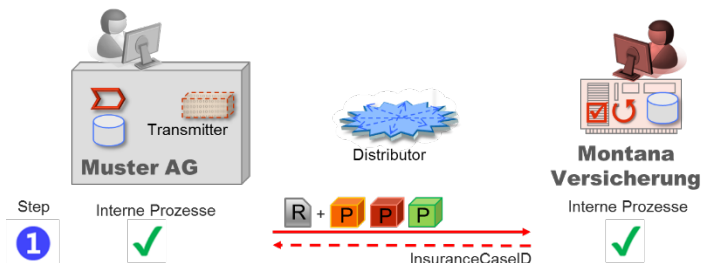 Transmitter
Muster AG
Distributor
Montana
Versicherung
Step
Interne Prozesse
Interne Prozesse
1
R + P P P
InsuranceCaseID